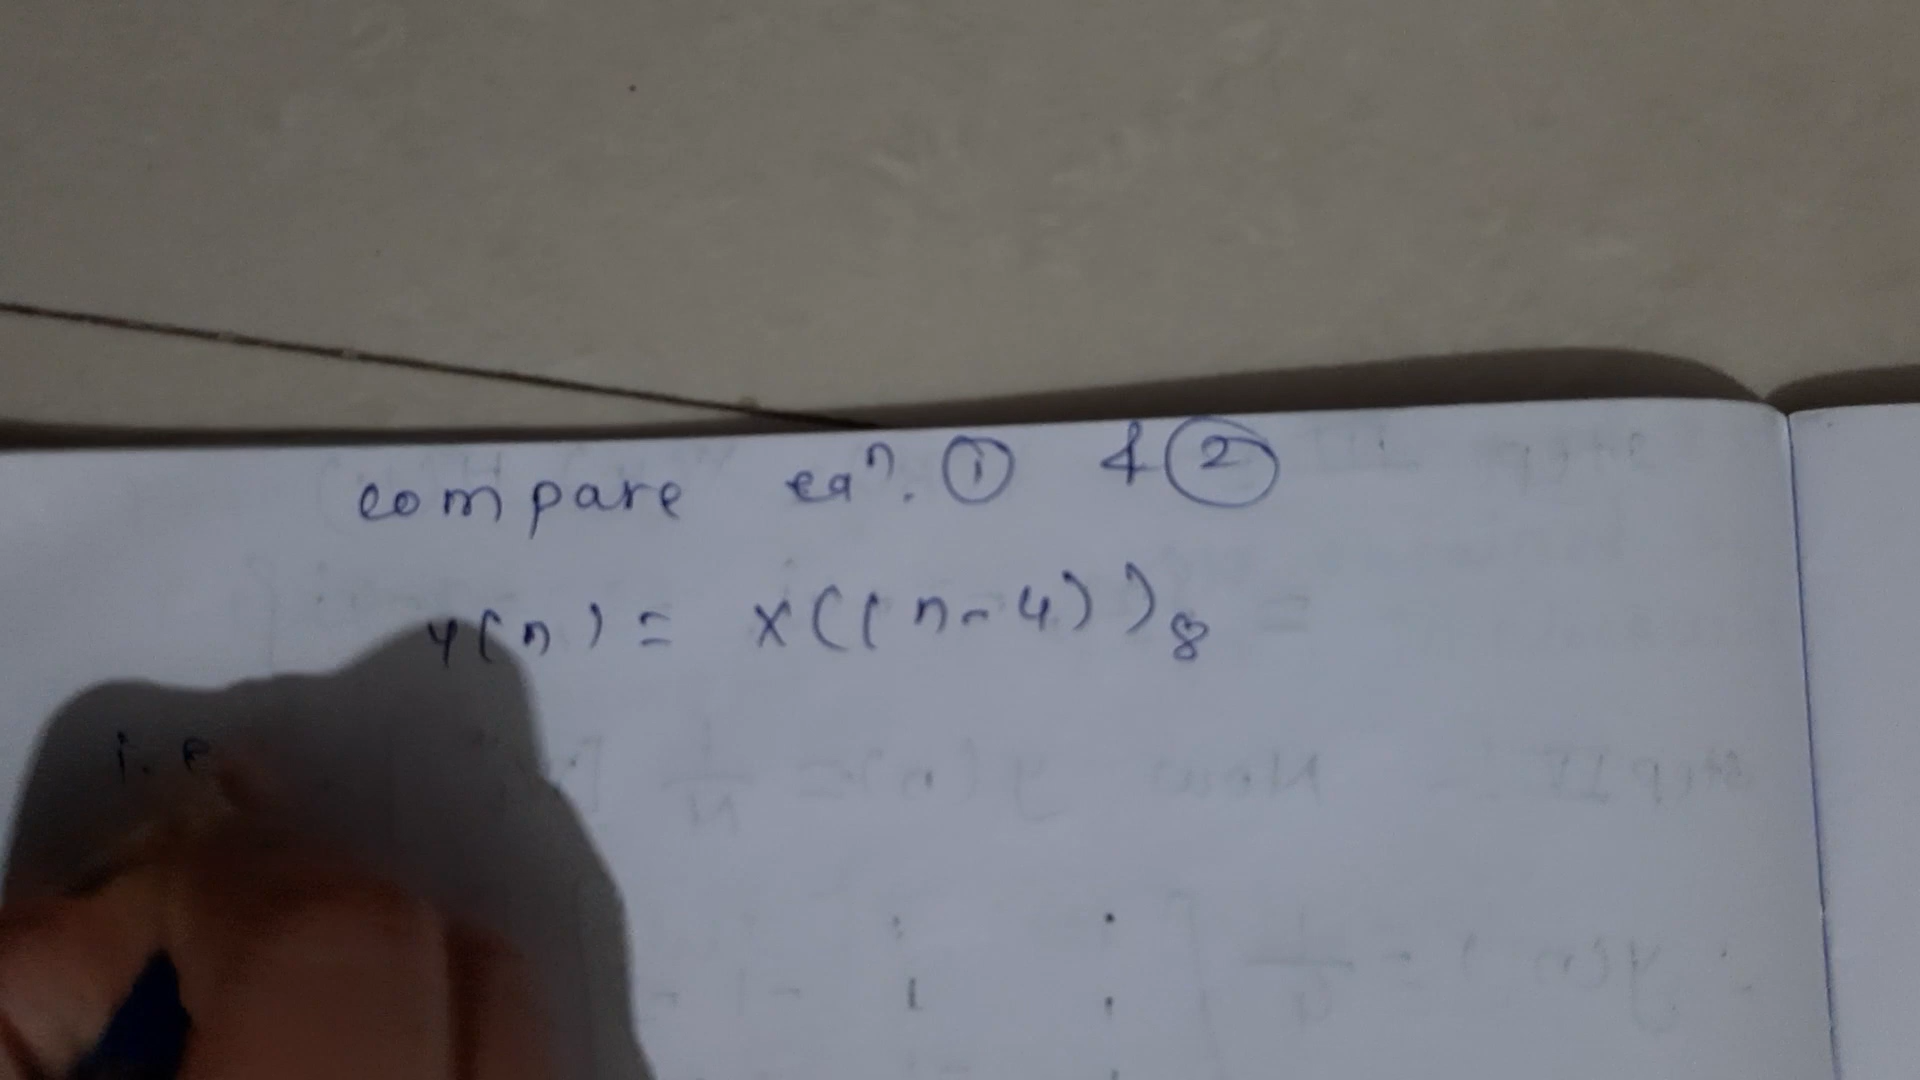 compare eqn. ① & ②
y(n) = x((n-4))8
i.e